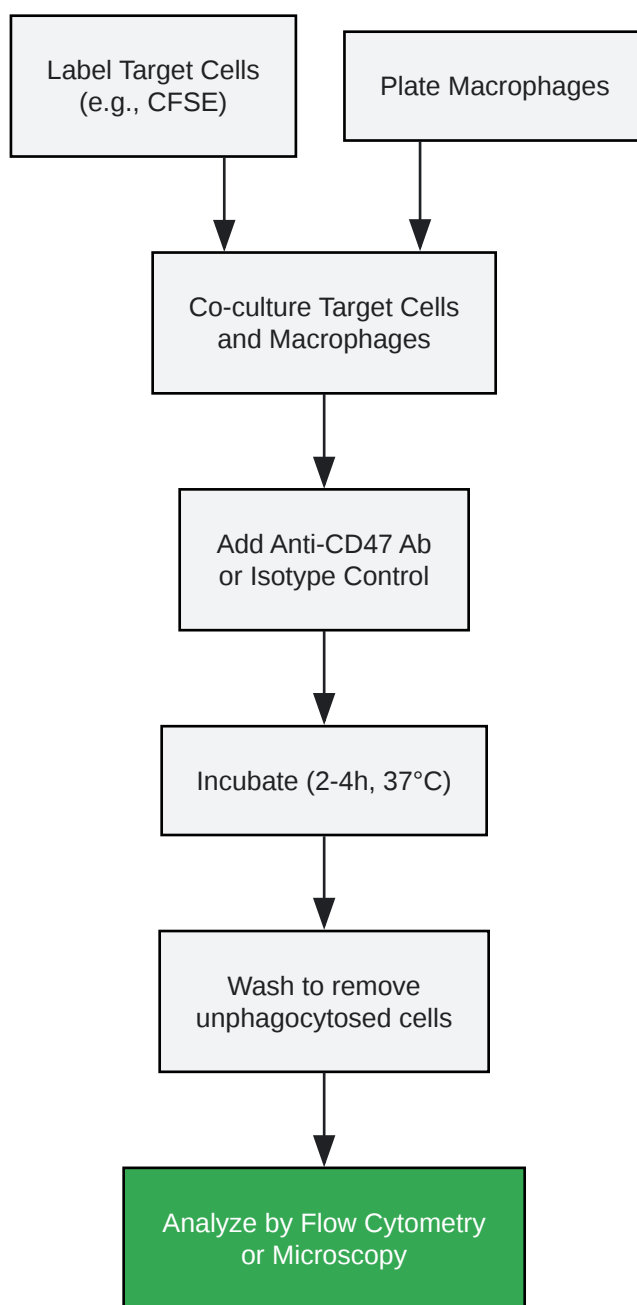 Label Target Cells
(e.g., CFSE)
Plate Macrophages
Co-culture Target Cells
and Macrophages
Add Anti-CD47 Ab
or Isotype Control
Incubate (2-4h, 37°C)
Wash to remove
unphagocytosed cells
Analyze by Flow Cytometry
or Microscopy